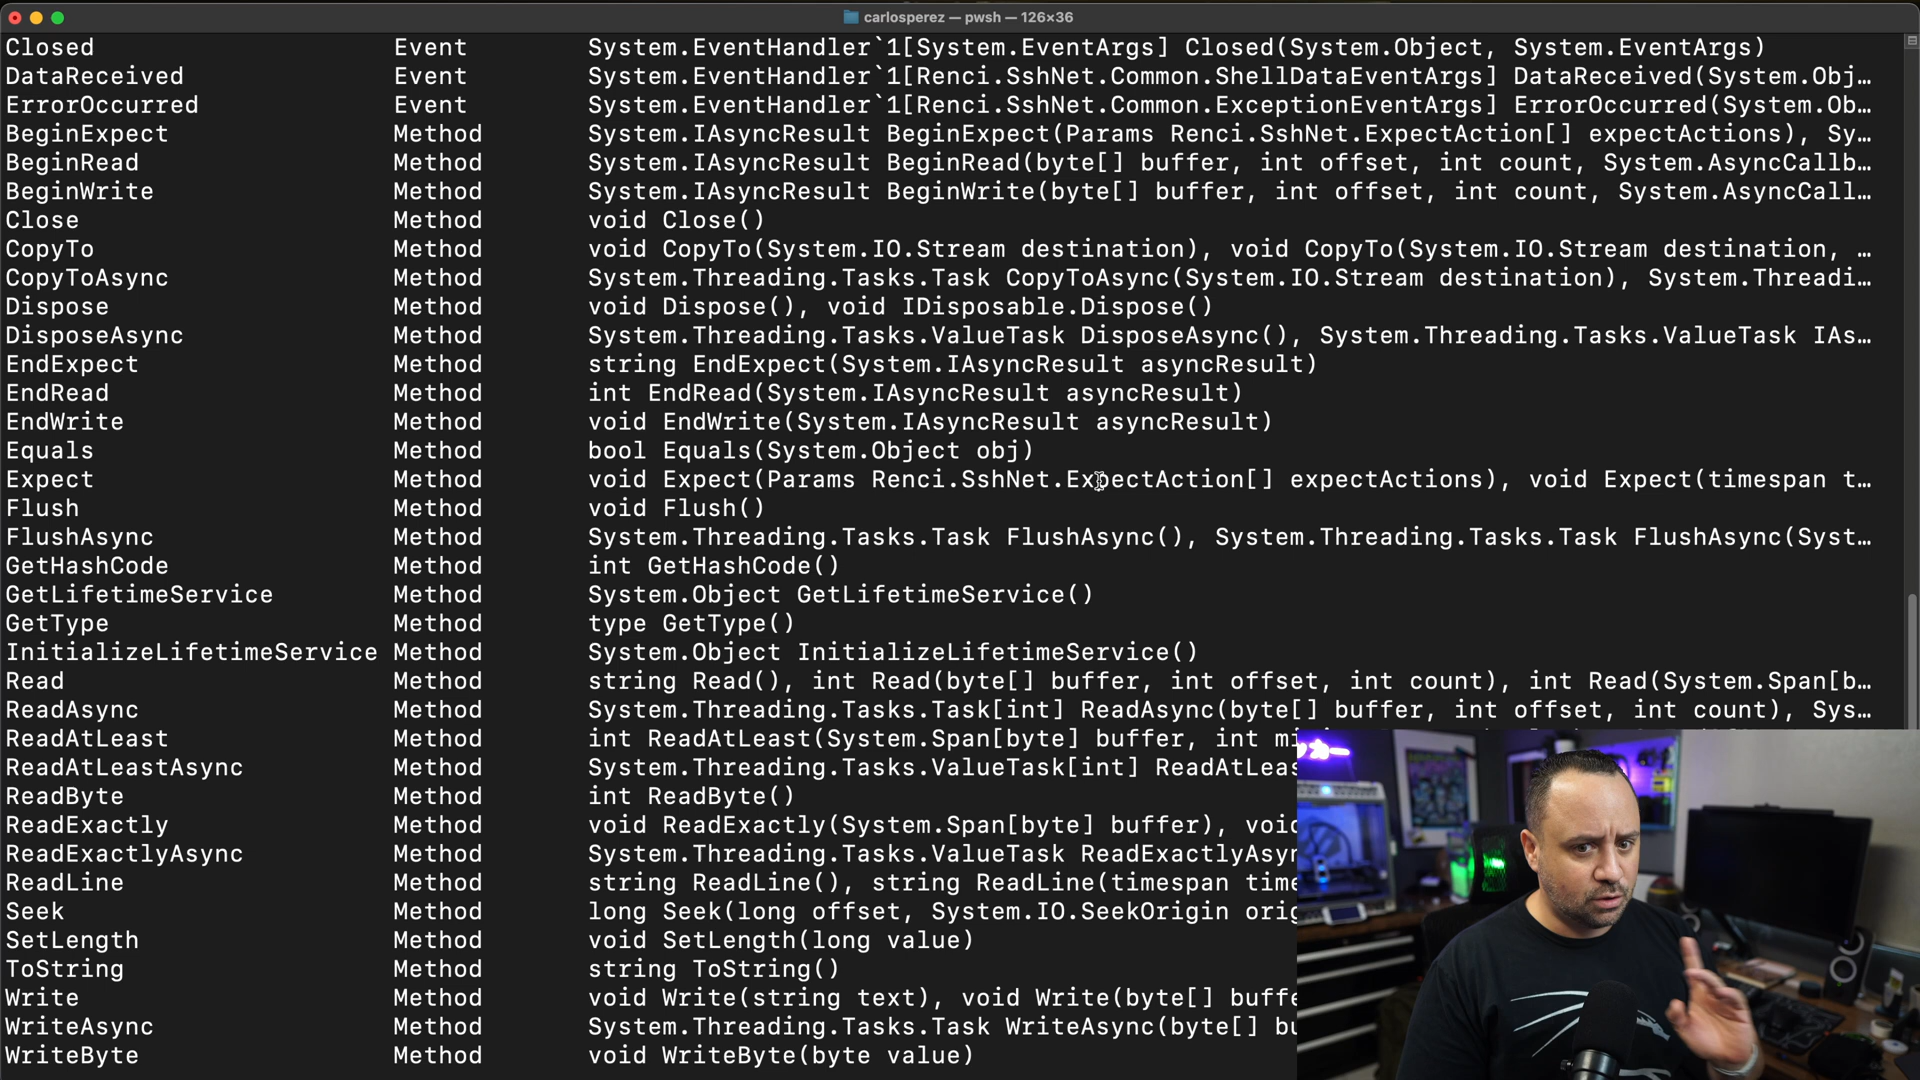 carlosperez — pwsh — 126×36
Closed Event System.EventHandler`1[System.EventArgs] Closed(System.Object, System.EventArgs)
DataReceived Event System.EventHandler`1[Renci.SshNet.Common.ShellDataEventArgs] DataReceived(System.Obj…
ErrorOccurred Event System.EventHandler`1[Renci.SshNet.Common.ExceptionEventArgs] ErrorOccurred(System.Ob…
BeginExpect Method System.IAsyncResult BeginExpect(Params Renci.SshNet.ExpectAction[] expectActions), Sy…
BeginRead Method System.IAsyncResult BeginRead(byte[] buffer, int offset, int count, System.AsyncCallb…
BeginWrite Method System.IAsyncResult BeginWrite(byte[] buffer, int offset, int count, System.AsyncCall…
Close Method void Close()
CopyTo Method void CopyTo(System.IO.Stream destination), void CopyTo(System.IO.Stream destination, …
CopyToAsync Method System.Threading.Tasks.Task CopyToAsync(System.IO.Stream destination), System.Threadi…
Dispose Method void Dispose(), void IDisposable.Dispose()
DisposeAsync Method System.Threading.Tasks.ValueTask DisposeAsync(), System.Threading.Tasks.ValueTask IAs…
EndExpect Method string EndExpect(System.IAsyncResult asyncResult)
EndRead Method int EndRead(System.IAsyncResult asyncResult)
EndWrite Method void EndWrite(System.IAsyncResult asyncResult)
Equals Method bool Equals(System.Object obj)
Expect Method void Expect(Params Renci.SshNet.ExpectAction[] expectActions), void Expect(timespan t…
Flush Method void Flush()
FlushAsync Method System.Threading.Tasks.Task FlushAsync(), System.Threading.Tasks.Task FlushAsync(Syst…
GetHashCode Method int GetHashCode()
GetLifetimeService Method System.Object GetLifetimeService()
GetType Method type GetType()
InitializeLifetimeService Method System.Object InitializeLifetimeService()
Read Method string Read(), int Read(byte[] buffer, int offset, int count), int Read(System.Span[b…
ReadAsync Method System.Threading.Tasks.Task[int] ReadAsync(byte[] buffer, int offset, int count), Sys…
ReadAtLeast Method int ReadAtLeast(System.Span[byte] buffer, int mi
ReadAtLeastAsync Method System.Threading.Tasks.ValueTask[int] ReadAtLeas
ReadByte Method int ReadByte()
ReadExactly Method void ReadExactly(System.Span[byte] buffer), void
ReadExactlyAsync Method System.Threading.Tasks.ValueTask ReadExactlyAsyn
ReadLine Method string ReadLine(), string ReadLine(timespan time
Seek Method long Seek(long offset, System.IO.SeekOrigin orig
SetLength Method void SetLength(long value)
ToString Method string ToString()
Write Method void Write(string text), void Write(byte[] buffe
WriteAsync Method System.Threading.Tasks.Task WriteAsync(byte[] bu
WriteByte Method void WriteByte(byte value)